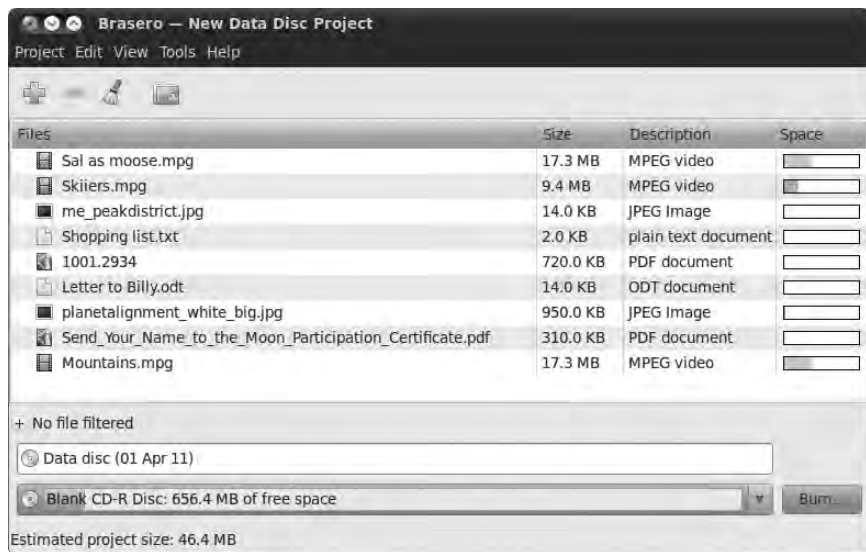 Brasero — New Data Disc Project
Project Edit View Tools Help
Files Size Description Space
Sal as moose.mpg 17.3 MB MPEG video
Skiiers.mpg 9.4 MB MPEG video
me_peakdistrict.jpg 14.0 KB JPEG Image
Shopping list.txt 2.0 KB plain text document
1001.2934 720.0 KB PDF document
Letter to Billy.odt 14.0 KB ODT document
planetalignment_white_big.jpg 950.0 KB JPEG Image
Send_Your_Name_to_the_Moon_Participation_Certificate.pdf 310.0 KB PDF document
Mountains.mpg 17.3 MB MPEG video
+ No file filtered
Data disc (01 Apr 11)
Blank CD-R Disc: 656.4 MB of free space Burn...
Estimated project size: 46.4 MB